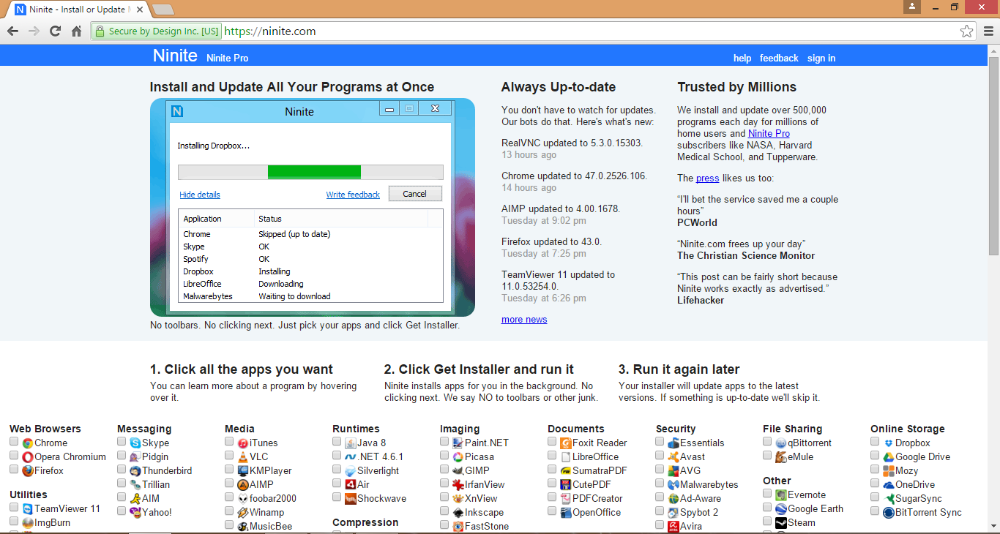 Ninite - Install or Update
Secure by Design Inc. [US] https://ninite.com
Ninite Ninite Pro
help feedback sign in
Install and Update All Your Programs at Once
Ninite
Installing Dropbox...
Hide details Write feedback Cancel
Application Status
Chrome Skipped (up to date)
Skype OK
Spotify OK
Dropbox Installing
LibreOffice Downloading
Malwarebytes Waiting to download
No toolbars. No clicking next. Just pick your apps and click Get Installer.
Always Up-to-date
You don't have to watch for updates.
Our bots do that. Here's what's new:
RealVNC updated to 5.3.0.15303.
13 hours ago
Chrome updated to 47.0.2526.106.
14 hours ago
AIMP updated to 4.00.1678.
Tuesday at 9:02 pm
Firefox updated to 43.0.
Tuesday at 7:25 pm
TeamViewer 11 updated to
11.0.53254.0.
Tuesday at 6:26 pm
more news
Trusted by Millions
We install and update over 500,000
programs each day for millions of
home users and Ninite Pro
subscribers like NASA, Harvard
Medical School, and Tupperware.
The press likes us too:
“I'll bet the service saved me a couple
hours”
PCWorld
“Ninite.com frees up your day”
The Christian Science Monitor
“This post can be fairly short because
Ninite works exactly as advertised.”
Lifehacker
1. Click all the apps you want
You can learn more about a program by hovering
over it.
2. Click Get Installer and run it
Ninite installs apps for you in the background. No
clicking next. We say NO to toolbars or other junk.
3. Run it again later
Your installer will update apps to the latest
versions. If something is up-to-date we'll skip it.
Web Browsers
Chrome
Opera Chromium
Firefox
Utilities
TeamViewer 11
ImgBurn
Messaging
Skype
Pidgin
Thunderbird
Trillian
AIM
Yahoo!
Media
iTunes
VLC
KMPlayer
AIMP
foobar2000
Winamp
MusicBee
Runtimes
Java 8
.NET 4.6.1
Silverlight
Air
Shockwave
Compression
Imaging
Paint.NET
Picasa
GIMP
IrfanView
XnView
Inkscape
FastStone
Documents
Foxit Reader
LibreOffice
SumatraPDF
CutePDF
PDFCreator
OpenOffice
Security
Essentials
Avast
AVG
Malwarebytes
Ad-Aware
Spybot 2
Avira
File Sharing
qBittorrent
eMule
Other
Evernote
Google Earth
Steam
Online Storage
Dropbox
Google Drive
Mozy
OneDrive
SugarSync
BitTorrent Sync